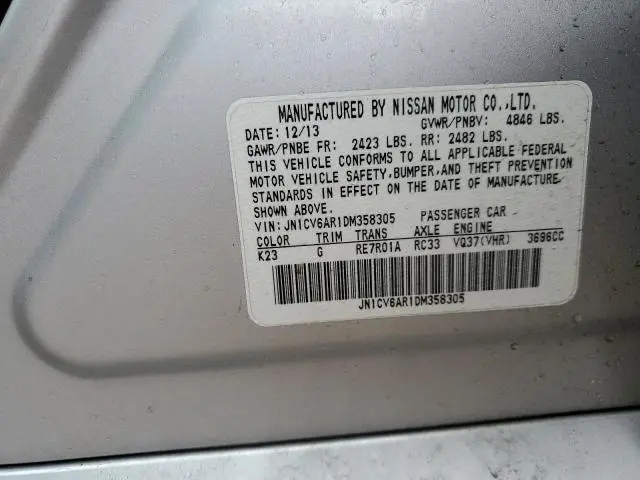 MANUFACTURED BY NISSAN MOTOR CO.,LTD.
DATE: 12/13 GVWR/PNBV: 4846 LBS.
GAWR/PNBE FR: 2423 LBS. RR: 2482 LBS.
THIS VEHICLE CONFORMS TO ALL APPLICABLE FEDERAL
MOTOR VEHICLE SAFETY,BUMPER,AND THEFT PREVENTION
STANDARDS IN EFFECT ON THE DATE OF MANUFACTURE
SHOWN ABOVE.
VIN: JN1CV6AR1DM358305 PASSENGER CAR
COLOR TRIM TRANS AXLE ENGINE
K23 G RE7R01A RC33 VQ37(VHR) 3696CC
JN1CV6AR1DM358305